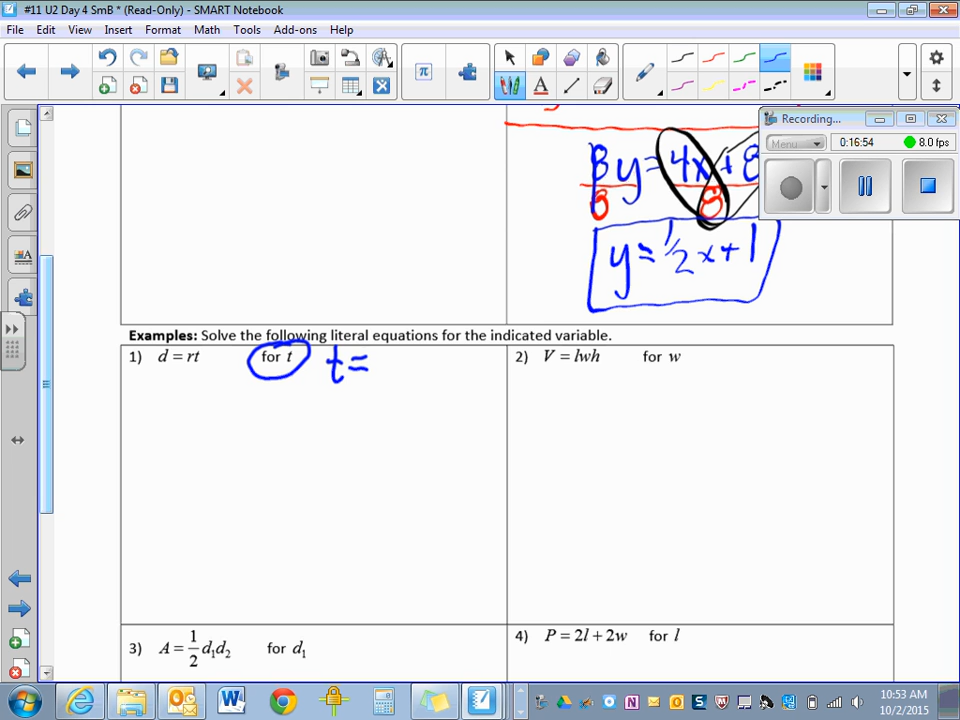 #11 U2 Day 4 SmB * (Read-Only) - SMART Notebook
File Edit View Insert Format Math Tools Add-ons Help
Recording...
Menu 0:16:54 8.0 fps
8y=4x+8
8 8
y=1/2x+1
Examples: Solve the following literal equations for the indicated variable.
1) d = rt for t t=
2) V = lwh for w
3) A = 1/2 d₁d₂ for d₁
4) P = 2l + 2w for l
10:53 AM
10/2/2015